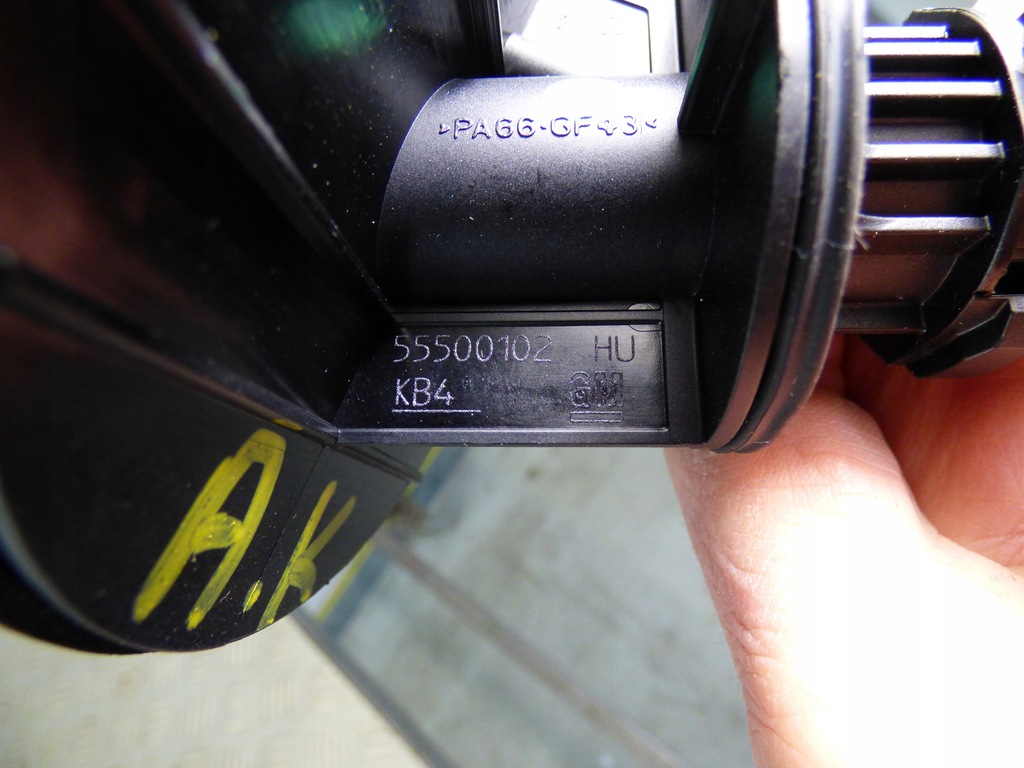 >PA66-GF43<
55500102 HU
KB4 GM
A.K